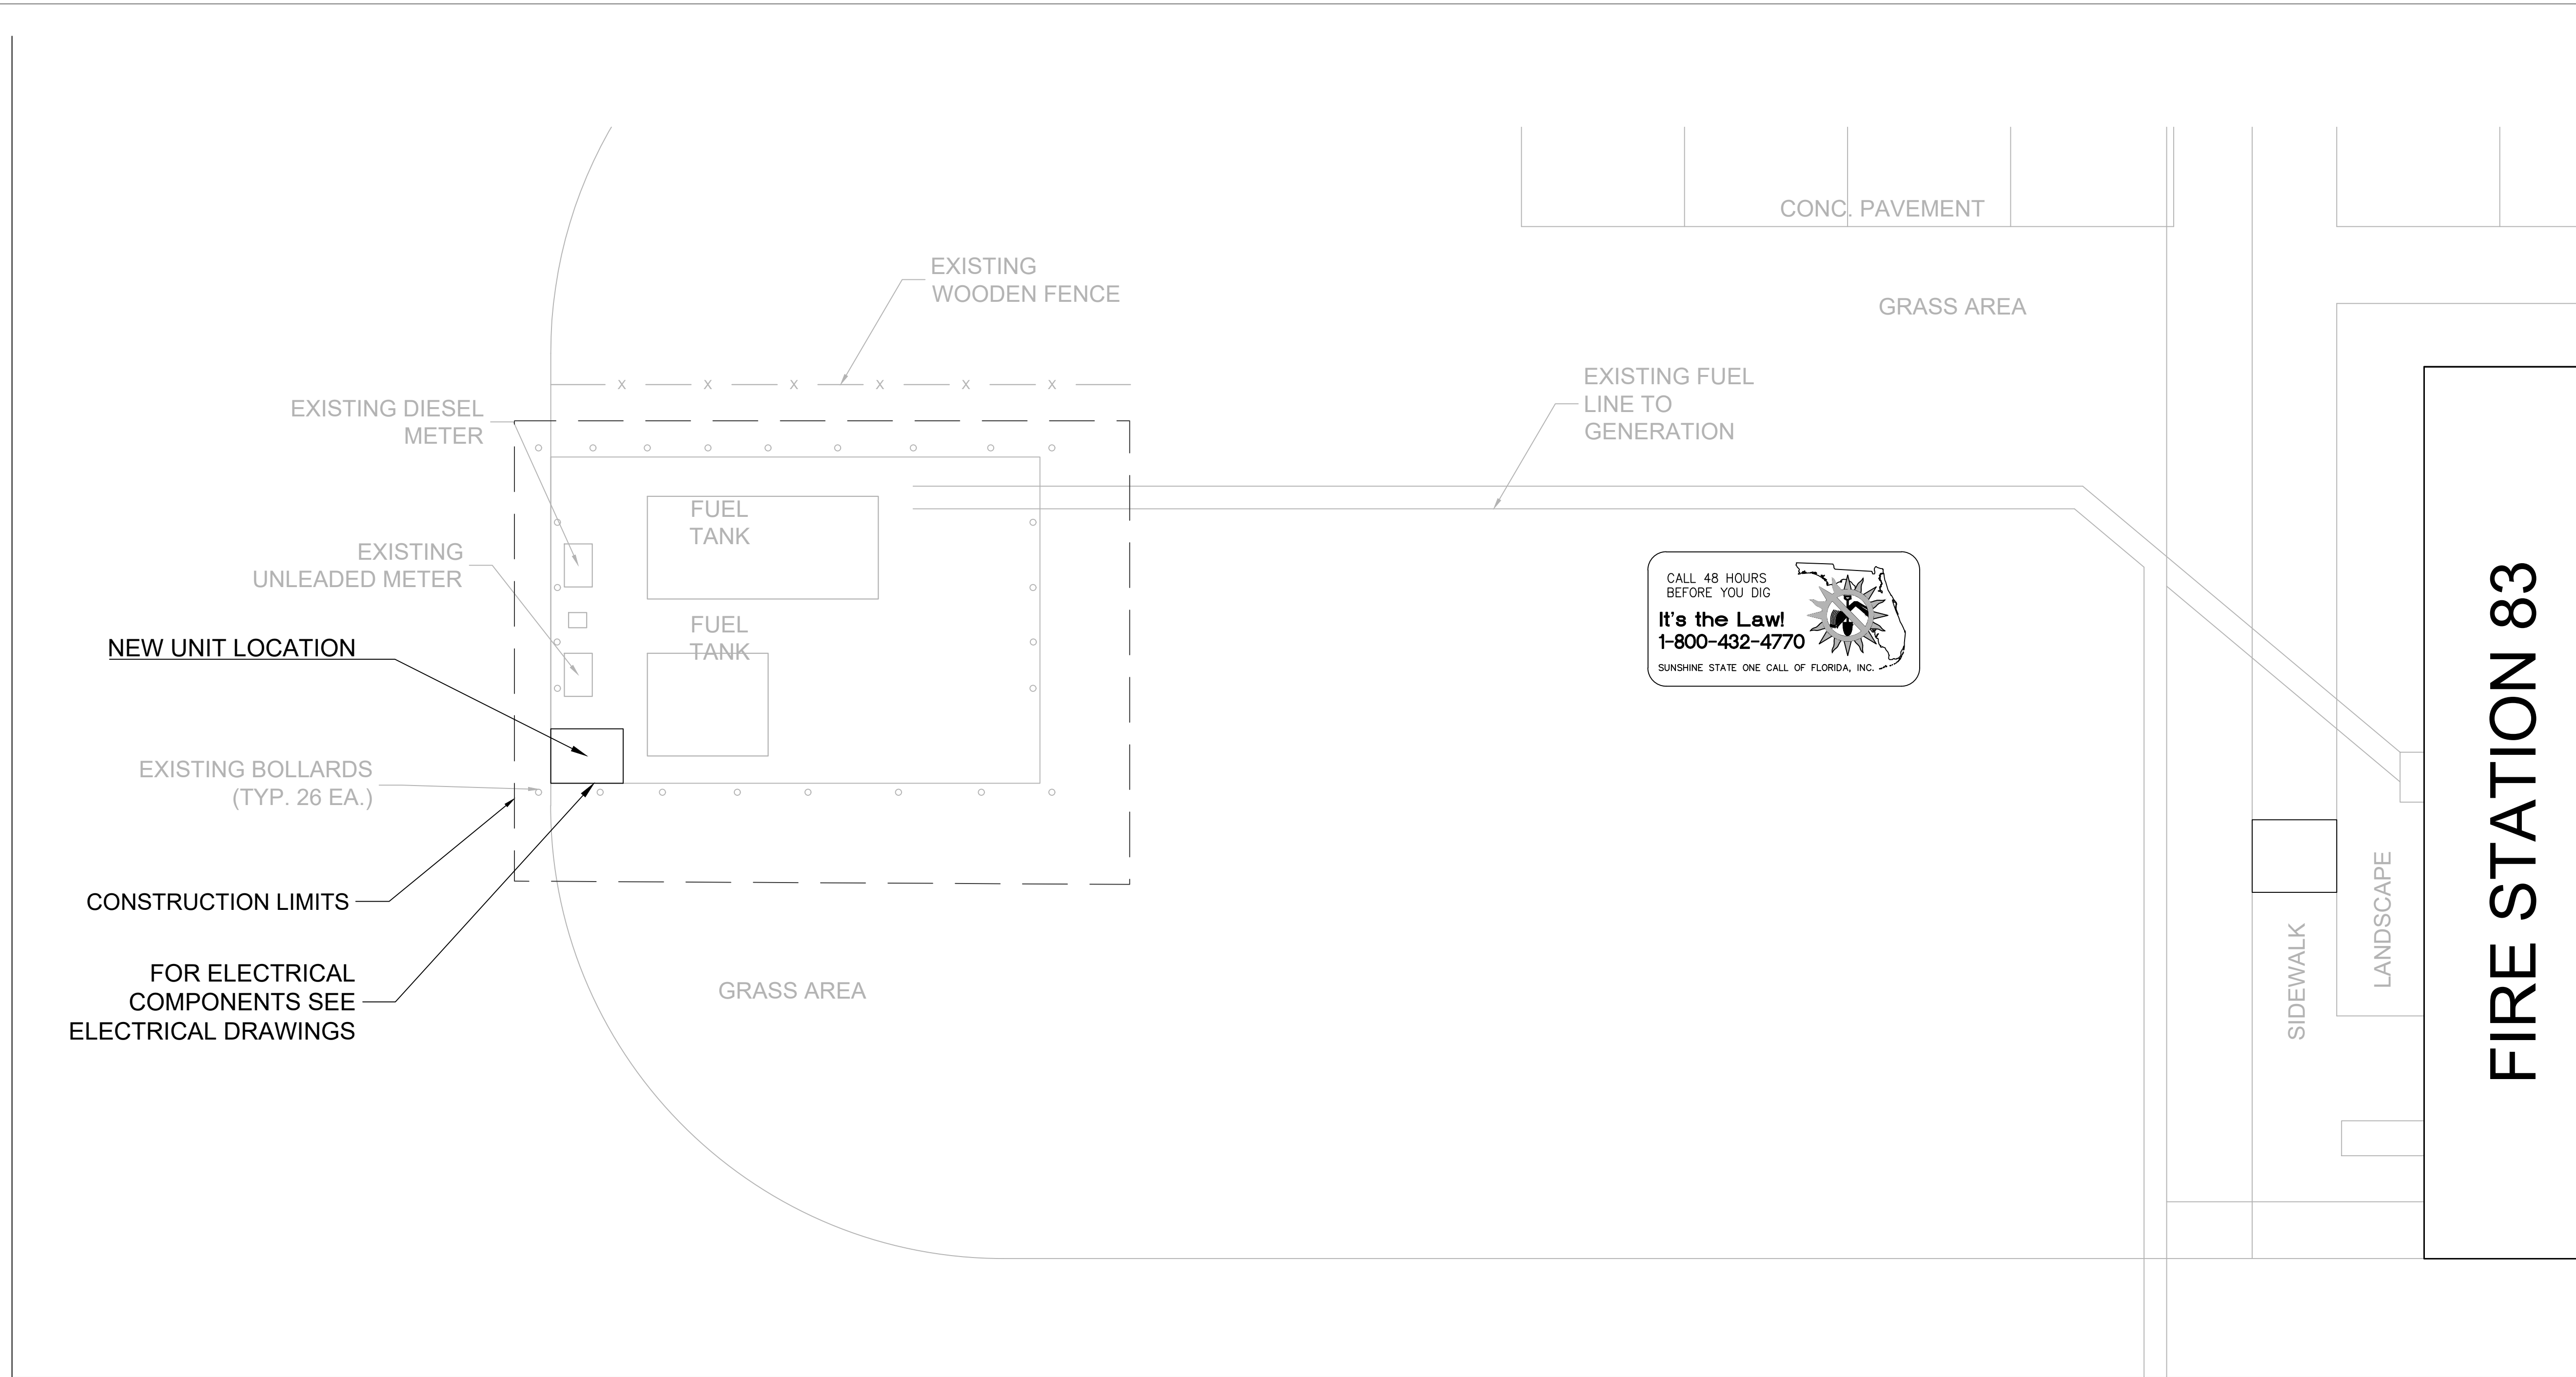 CONC. PAVEMENT
EXISTING
WOODEN FENCE
GRASS AREA
EXISTING DIESEL
METER
EXISTING FUEL
LINE TO
GENERATION
X X X X X X
FUEL
TANK
EXISTING
UNLEADED METER
FUEL
TANK
NEW UNIT LOCATION
CALL 48 HOURS
BEFORE YOU DIG
It's the Law!
1-800-432-4770
SUNSHINE STATE ONE CALL OF FLORIDA, INC.
EXISTING BOLLARDS
(TYP. 26 EA.)
CONSTRUCTION LIMITS
FOR ELECTRICAL
COMPONENTS SEE
ELECTRICAL DRAWINGS
GRASS AREA
SIDEWALK
LANDSCAPE
FIRE STATION 83